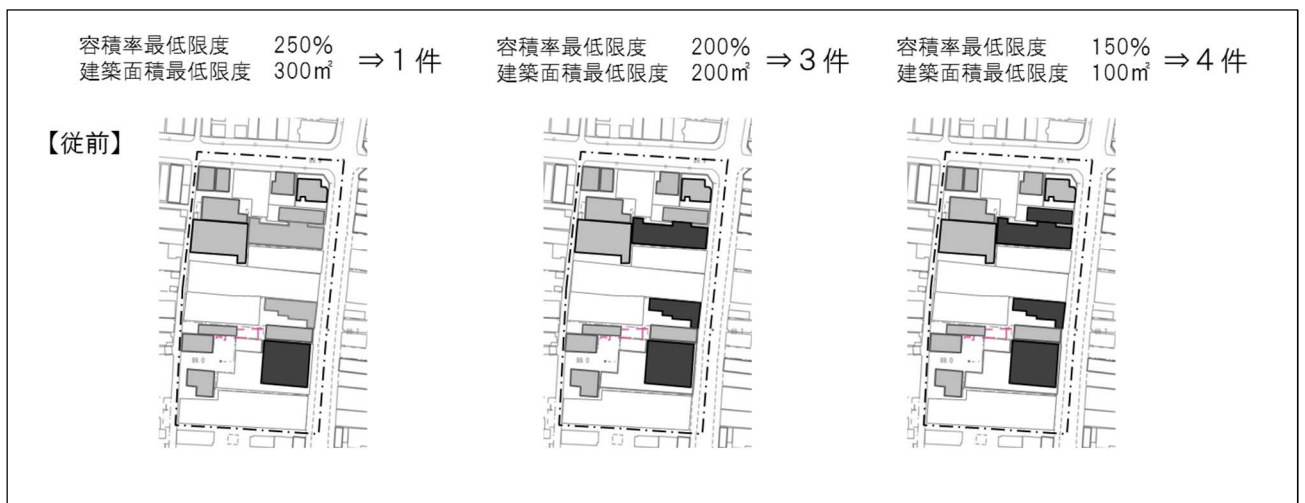 容積率最低限度 250%
建築面積最低限度 300㎡
⇒1件
容積率最低限度 200%
建築面積最低限度 200㎡
⇒3件
容積率最低限度 150%
建築面積最低限度 100㎡
⇒4件
【従前】